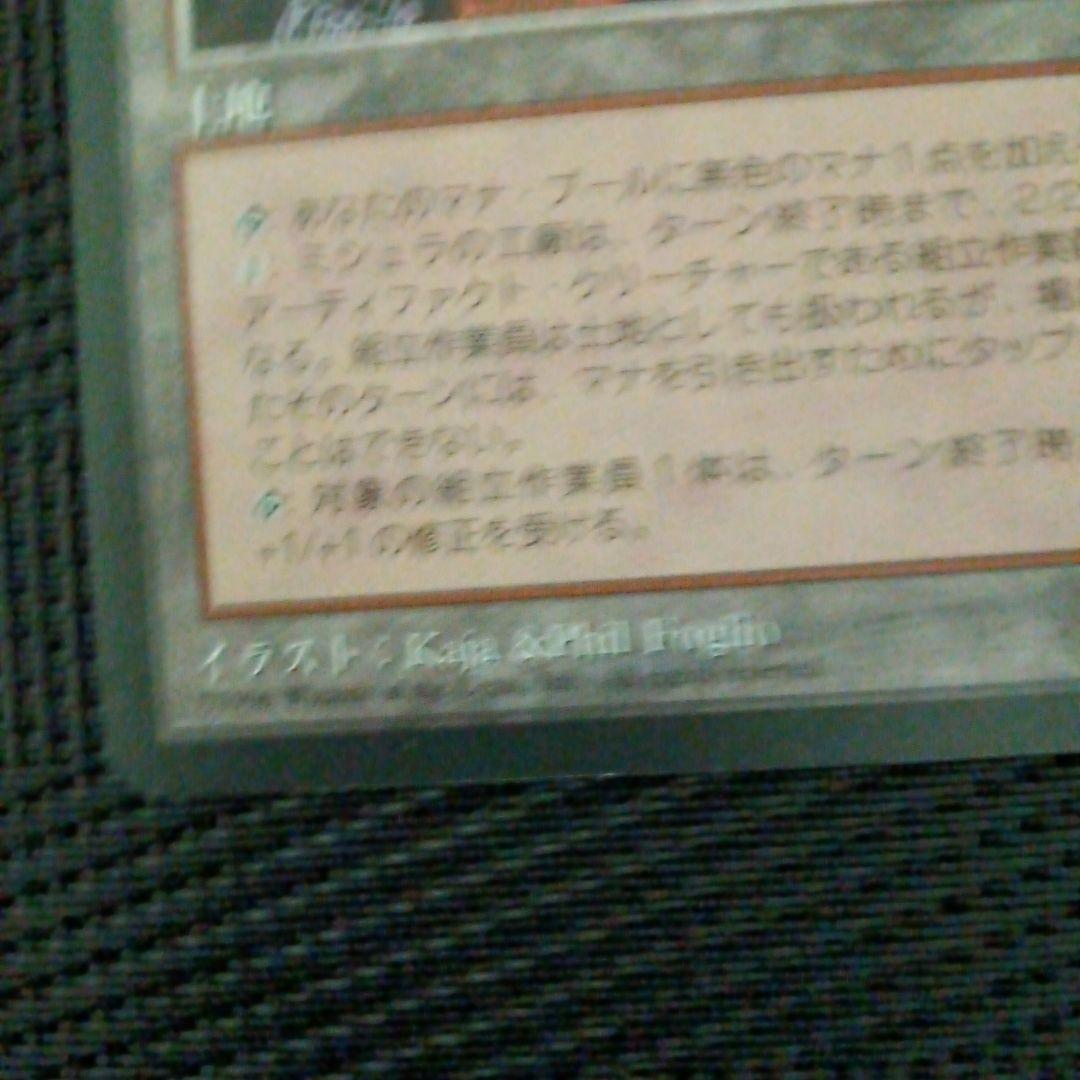 土地
あなたのマナ・プールに無色のマナ1点を加え
ミシュラの工廠は、ターン終了時まで、2/2
アーティファクト・クリーチャーである組立作業員
なる。組立作業員は土地としても扱われるが、場
たそのターンには、マナを引き出すためにタップ
ことはできない。
対象の組立作業員1体は、ターン終了時
+1/+1の修正を受ける。
イラスト:Kaja &Phil Foglio